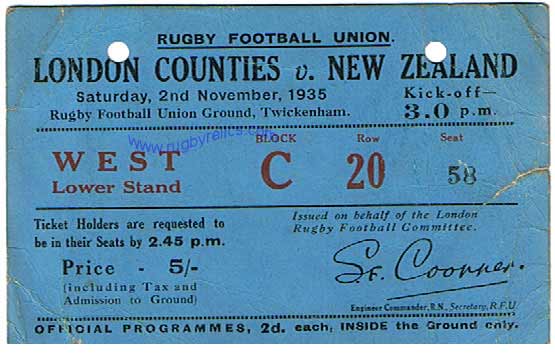 RUGBY FOOTBALL UNION.
LONDON COUNTIES v. NEW ZEALAND
Saturday, 2nd November, 1935
Kick-off—
Rugby Football Union Ground, Twickenham.
3.0 p.m.
www.rugbyrelics.com
WEST
Lower Stand
BLOCK
C
Row
20
Seat
58
Ticket Holders are requested to
be in their Seats by 2.45 p.m.
Price - 5/-
(including Tax and
Admission to Ground)
Issued on behalf of the London
Rugby Football Committee.
S.F. Coopper.
Engineer Commander, R.N., Secretary, R.F.U.
OFFICIAL PROGRAMMES, 2d. each, INSIDE the Ground only.